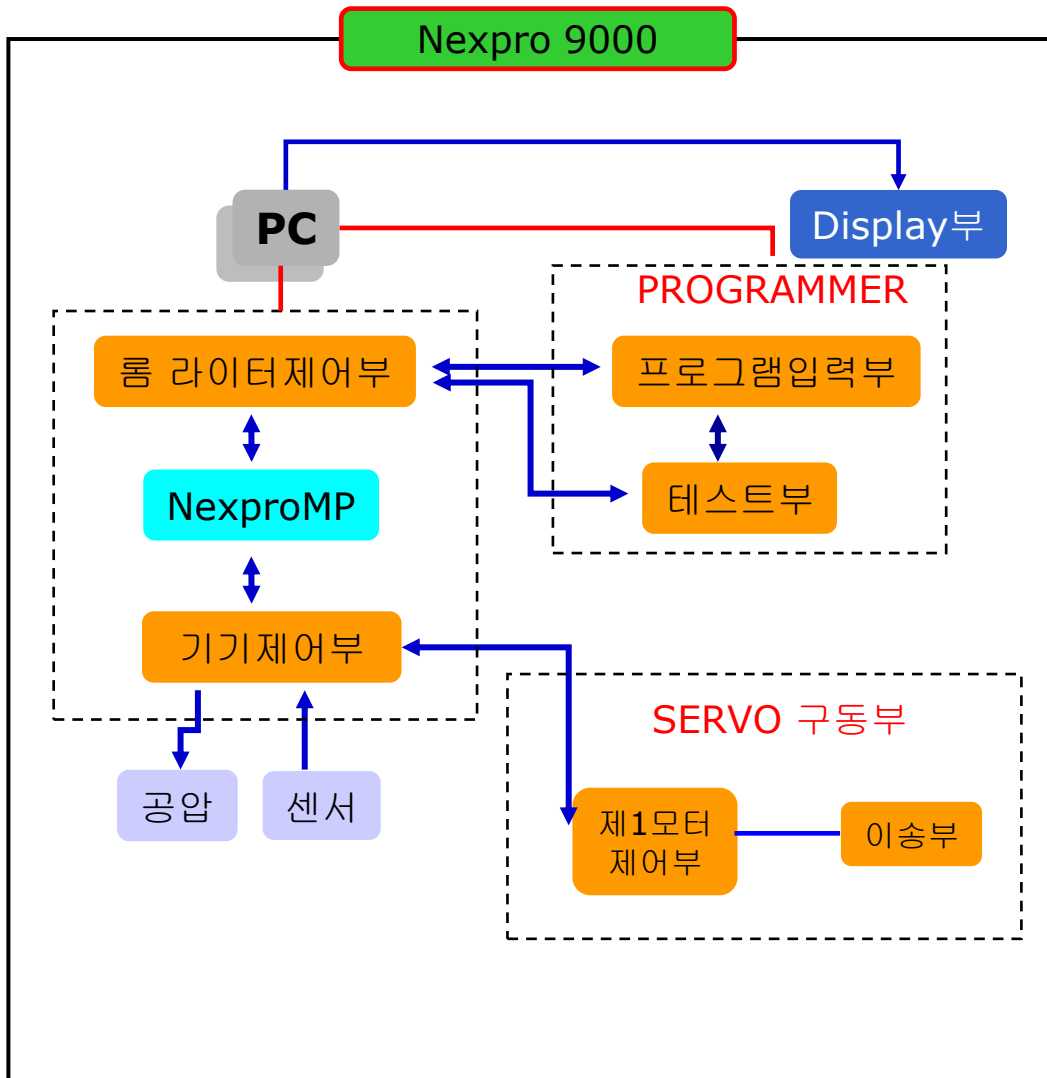 Nexpro 9000
PC
Display부
PROGRAMMER
롬 라이터제어부
프로그램입력부
NexproMP
테스트부
기기제어부
SERVO 구동부
공압
센서
제1모터
제어부
이송부